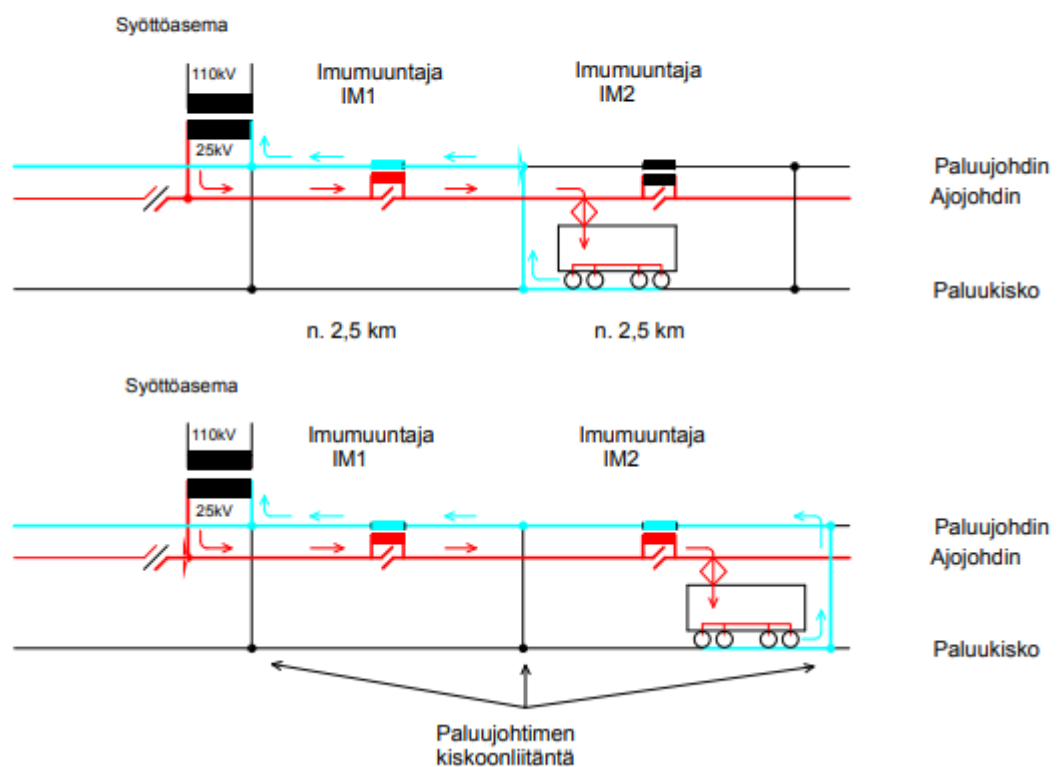 Syöttöasema
110kV
Imumuuntaja
IM1
Imumuuntaja
IM2
25kV
Paluujohdin
Ajojohdin
Paluukisko
n. 2,5 km
n. 2,5 km
Syöttöasema
110kV
Imumuuntaja
IM1
Imumuuntaja
IM2
25kV
Paluujohdin
Ajojohdin
Paluukisko
Paluujohtimen
kiskoonliitäntä